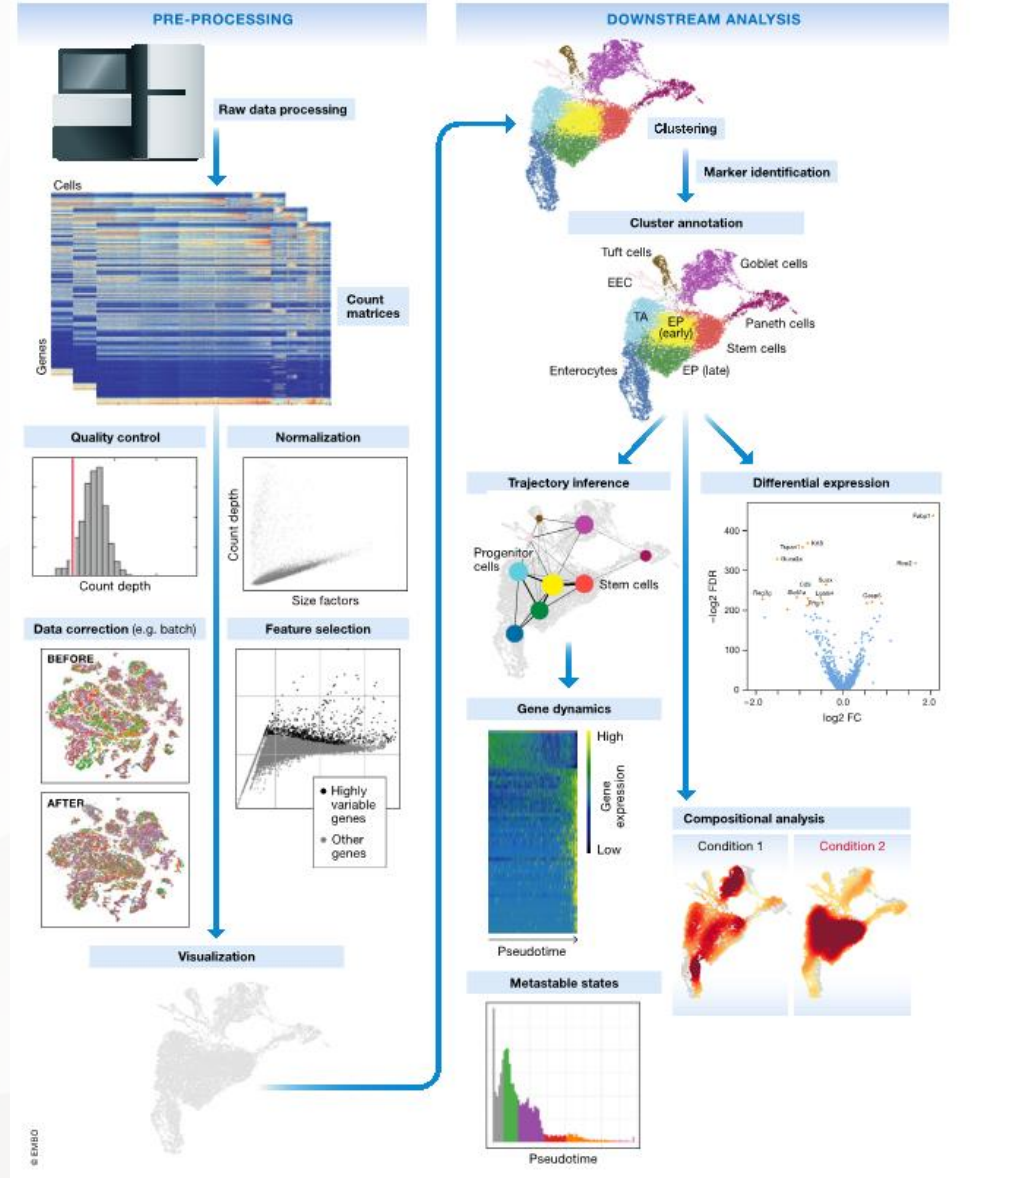 PRE-PROCESSING
Raw data processing
Cells
Genes
Count
matrices
Quality control
Count depth
Normalization
Count depth
Size factors
Data correction (e.g. batch)
BEFORE
AFTER
Feature selection
Highly
variable
genes
Other
genes
Visualization
© EMBO
DOWNSTREAM ANALYSIS
Clustering
Marker identification
Cluster annotation
Tuft cells
Goblet cells
EEC
TA
EP
(early)
Paneth cells
Stem cells
Enterocytes
EP (late)
Trajectory inference
Progenitor
cells
Stem cells
Gene dynamics
High
Gene
expression
Low
Pseudotime
Metastable states
Pseudotime
Differential expression
−log2 FDR
400
300
200
100
0
−2.0
0.0
2.0
log2 FC
Compositional analysis
Condition 1
Condition 2